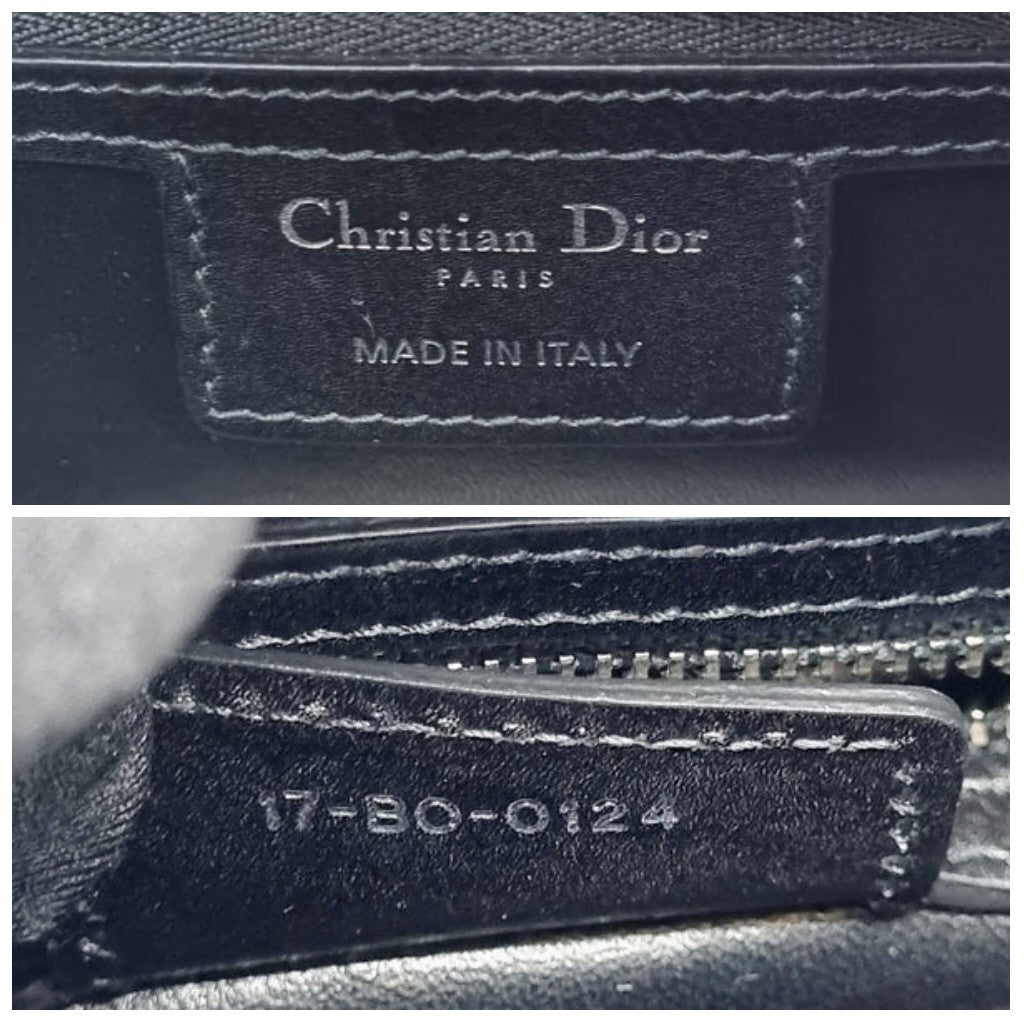 Christian Dior
PARIS
MADE IN ITALY
17-BO-0124